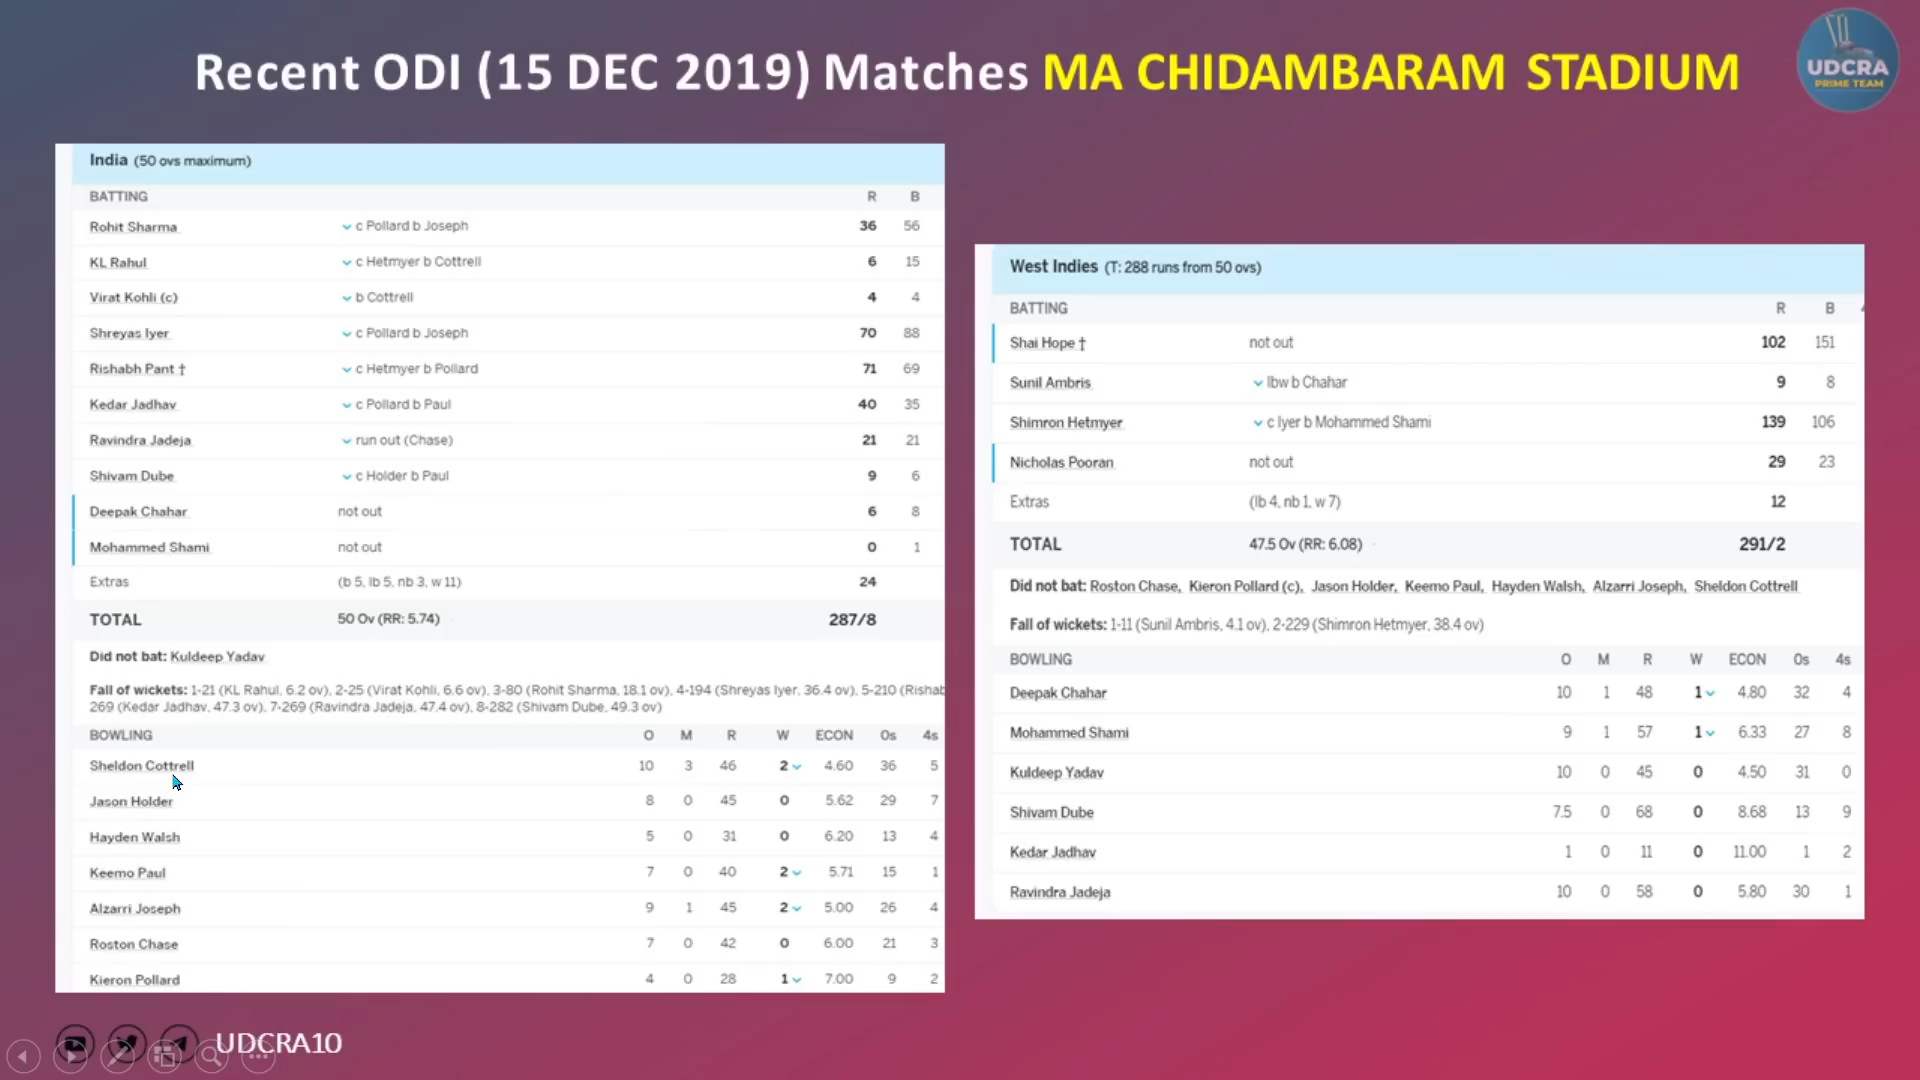 Recent ODI (15 DEC 2019) Matches MA CHIDAMBARAM STADIUM
UDCRA
PRIME TEAM
India (50 ovs maximum)
BATTING R B
Rohit Sharma c Pollard b Joseph 36 56
KL Rahul c Hetmyer b Cottrell 6 15
Virat Kohli (c) b Cottrell 4 4
Shreyas Iyer c Pollard b Joseph 70 88
Rishabh Pant † c Hetmyer b Pollard 71 69
Kedar Jadhav c Pollard b Paul 40 35
Ravindra Jadeja run out (Chase) 21 21
Shivam Dube c Holder b Paul 9 6
Deepak Chahar not out 6 8
Mohammed Shami not out 0 1
Extras (b 5, lb 5, nb 3, w 11) 24
TOTAL 50 Ov (RR: 5.74) 287/8
Did not bat: Kuldeep Yadav
Fall of wickets: 1-21 (KL Rahul, 6.2 ov), 2-25 (Virat Kohli, 6.6 ov), 3-80 (Rohit Sharma, 18.1 ov), 4-194 (Shreyas Iyer, 36.4 ov), 5-210 (Rishab
269 (Kedar Jadhav, 47.3 ov), 7-269 (Ravindra Jadeja, 47.4 ov), 8-282 (Shivam Dube, 49.3 ov)
BOWLING O M R W ECON 0s 4s
Sheldon Cottrell 10 3 46 2 4.60 36 5
Jason Holder 8 0 45 0 5.62 29 7
Hayden Walsh 5 0 31 0 6.20 13 4
Keemo Paul 7 0 40 2 5.71 15 1
Alzarri Joseph 9 1 45 2 5.00 26 4
Roston Chase 7 0 42 0 6.00 21 3
Kieron Pollard 4 0 28 1 7.00 9 2
West Indies (T: 288 runs from 50 ovs)
BATTING R B
Shai Hope † not out 102 151
Sunil Ambris lbw b Chahar 9 8
Shimron Hetmyer c Iyer b Mohammed Shami 139 106
Nicholas Pooran not out 29 23
Extras (lb 4, nb 1, w 7) 12
TOTAL 47.5 Ov (RR: 6.08) 291/2
Did not bat: Roston Chase, Kieron Pollard (c), Jason Holder, Keemo Paul, Hayden Walsh, Alzarri Joseph, Sheldon Cottrell
Fall of wickets: 1-11 (Sunil Ambris, 4.1 ov), 2-229 (Shimron Hetmyer, 38.4 ov)
BOWLING O M R W ECON 0s 4s
Deepak Chahar 10 1 48 1 4.80 32 4
Mohammed Shami 9 1 57 1 6.33 27 8
Kuldeep Yadav 10 0 45 0 4.50 31 0
Shivam Dube 7.5 0 68 0 8.68 13 9
Kedar Jadhav 1 0 11 0 11.00 1 2
Ravindra Jadeja 10 0 58 0 5.80 30 1
UDCRA10